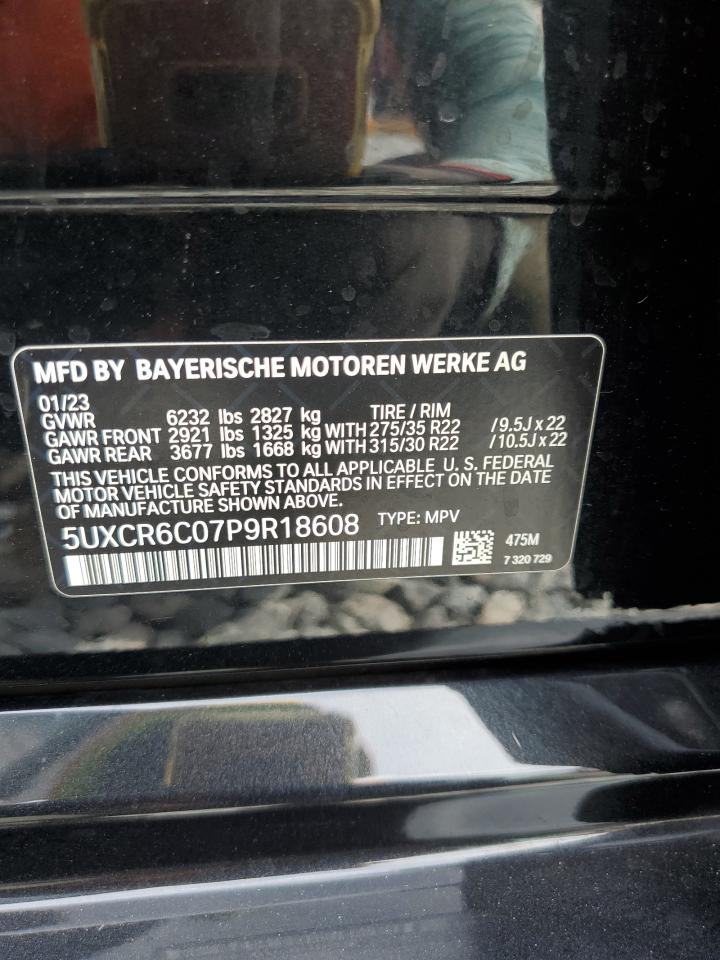 MFD BY BAYERISCHE MOTOREN WERKE AG
01/23 TIRE / RIM
GVWR 6232 lbs 2827 kg
GAWR FRONT 2921 lbs 1325 kg WITH 275/35 R22 /9.5J x 22
GAWR REAR 3677 lbs 1668 kg WITH 315/30 R22 /10.5J x 22
THIS VEHICLE CONFORMS TO ALL APPLICABLE U. S. FEDERAL
MOTOR VEHICLE SAFETY STANDARDS IN EFFECT ON THE DATE
OF MANUFACTURE SHOWN ABOVE.
5UXCR6C07P9R18608 TYPE: MPV
475M
7 320 729